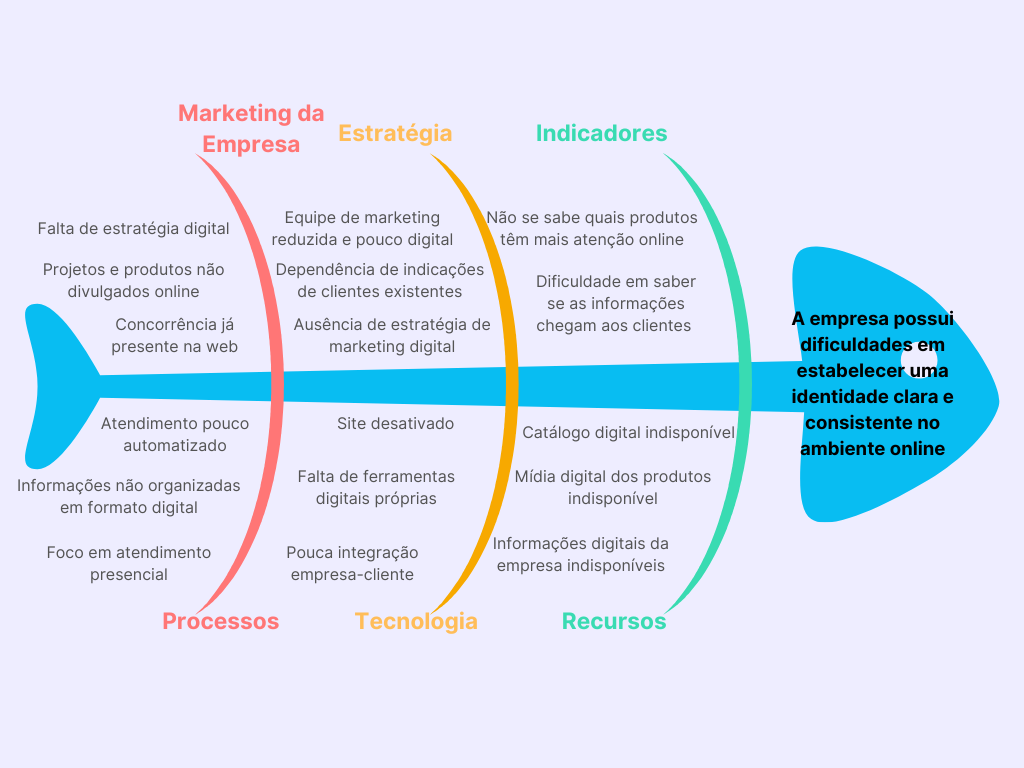 Marketing da
Empresa
Estratégia
Indicadores
Falta de estratégia digital
Projetos e produtos não
divulgados online
Concorrência já
presente na web
Equipe de marketing
reduzida e pouco digital
Dependência de indicações
de clientes existentes
Ausência de estratégia de
marketing digital
Não se sabe quais produtos
têm mais atenção online
Dificuldade em saber
se as informações
chegam aos clientes
A empresa possui
dificuldades em
estabelecer uma
identidade clara e
consistente no
ambiente online
Atendimento pouco
automatizado
Informações não organizadas
em formato digital
Foco em atendimento
presencial
Site desativado
Falta de ferramentas
digitais próprias
Pouca integração
empresa-cliente
Catálogo digital indisponível
Mídia digital dos produtos
indisponível
Informações digitais da
empresa indisponíveis
Processos
Tecnologia
Recursos